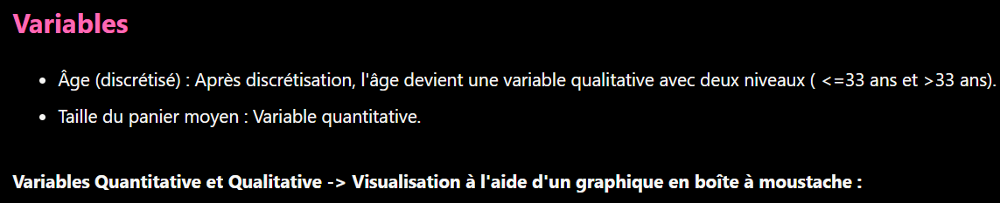 Variables
• Âge (discrétisé) : Après discrétisation, l'âge devient une variable qualitative avec deux niveaux ( <=33 ans et >33 ans).
• Taille du panier moyen : Variable quantitative.
Variables Quantitative et Qualitative -> Visualisation à l'aide d'un graphique en boîte à moustache :